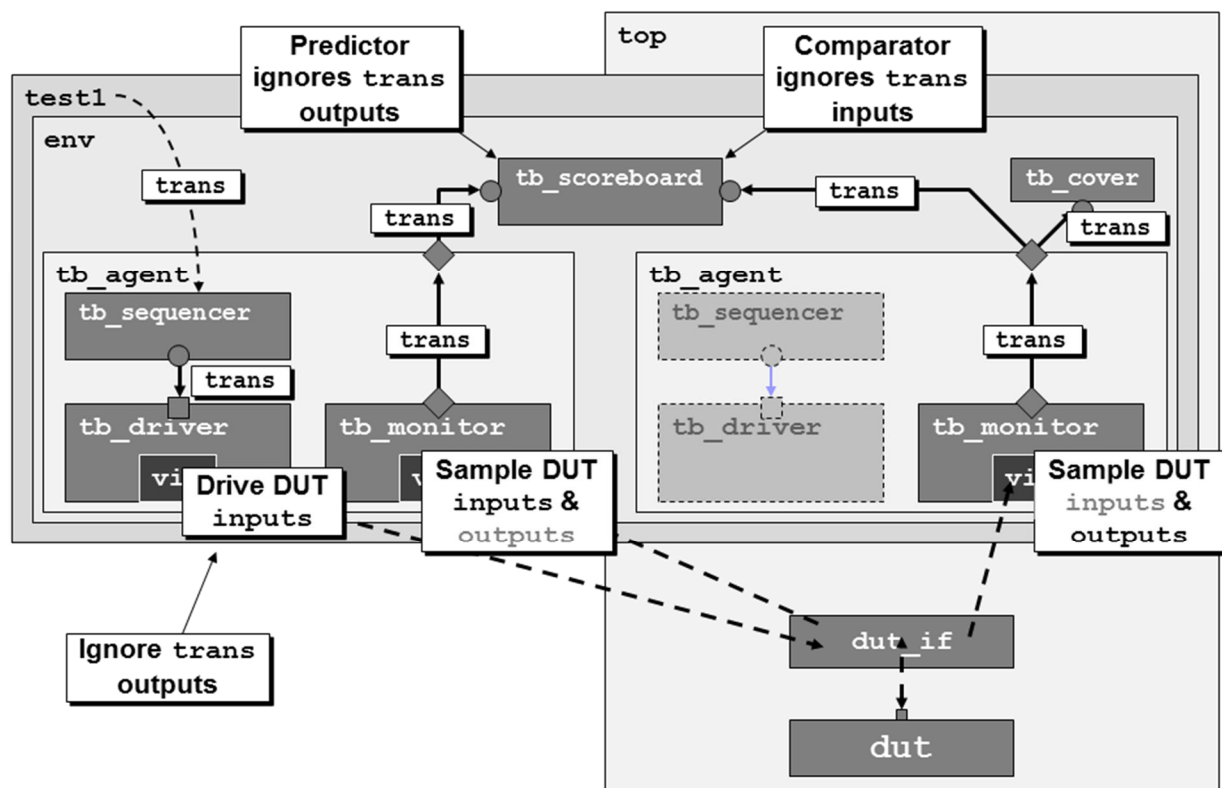 top
Predictor
ignores trans
outputs
Comparator
ignores trans
inputs
test1
env
trans
tb_scoreboard
tb_cover
trans
trans
trans
tb_agent
tb_sequencer
trans
trans
tb_driver
vi
tb_monitor
v
Drive DUT
inputs
Sample DUT
inputs &
outputs
tb_agent
tb_sequencer
tb_driver
trans
tb_monitor
vi
Sample DUT
inputs &
outputs
Ignore trans
outputs
dut_if
dut